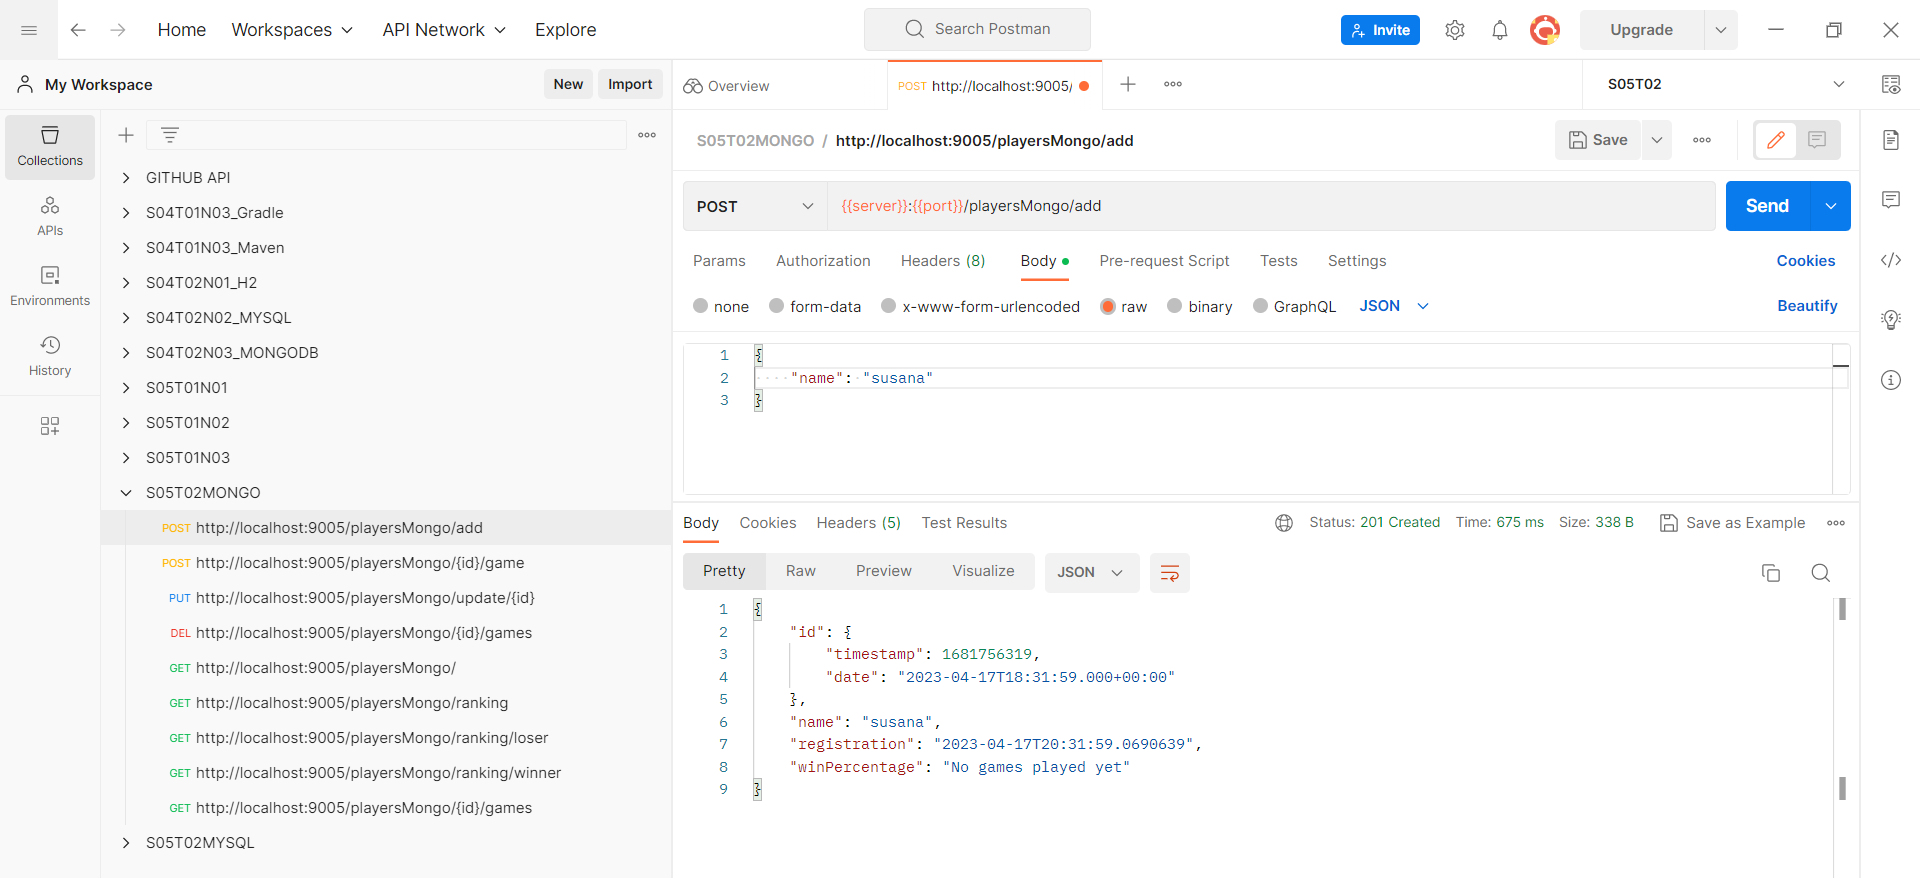 Home Workspaces API Network Explore Search Postman Invite Upgrade
My Workspace New Import Overview POST http://localhost:9005/ S05T02
Collections
APIs
Environments
History
GITHUB API
S04T01N03_Gradle
S04T01N03_Maven
S04T02N01_H2
S04T02N02_MYSQL
S04T02N03_MONGODB
S05T01N01
S05T01N02
S05T01N03
S05T02MONGO
POST http://localhost:9005/playersMongo/add
POST http://localhost:9005/playersMongo/{id}/game
PUT http://localhost:9005/playersMongo/update/{id}
DEL http://localhost:9005/playersMongo/{id}/games
GET http://localhost:9005/playersMongo/
GET http://localhost:9005/playersMongo/ranking
GET http://localhost:9005/playersMongo/ranking/loser
GET http://localhost:9005/playersMongo/ranking/winner
GET http://localhost:9005/playersMongo/{id}/games
S05T02MYSQL
S05T02MONGO / http://localhost:9005/playersMongo/add Save
POST {{server}}:{{port}}/playersMongo/add Send
Params Authorization Headers (8) Body Pre-request Script Tests Settings Cookies
none form-data x-www-form-urlencoded raw binary GraphQL JSON Beautify
1 {
2 ····"name":·"susana"
3 }
Body Cookies Headers (5) Test Results Status: 201 Created Time: 675 ms Size: 338 B Save as Example
Pretty Raw Preview Visualize JSON
1 {
2 "id": {
3 "timestamp": 1681756319,
4 "date": "2023-04-17T18:31:59.000+00:00"
5 },
6 "name": "susana",
7 "registration": "2023-04-17T20:31:59.0690639",
8 "winPercentage": "No games played yet"
9 }